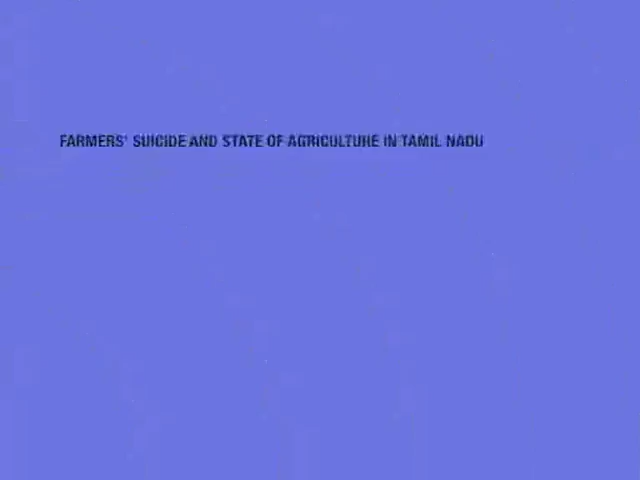 FARMERS' SUICIDE AND STATE OF AGRICULTURE IN TAMIL NADU